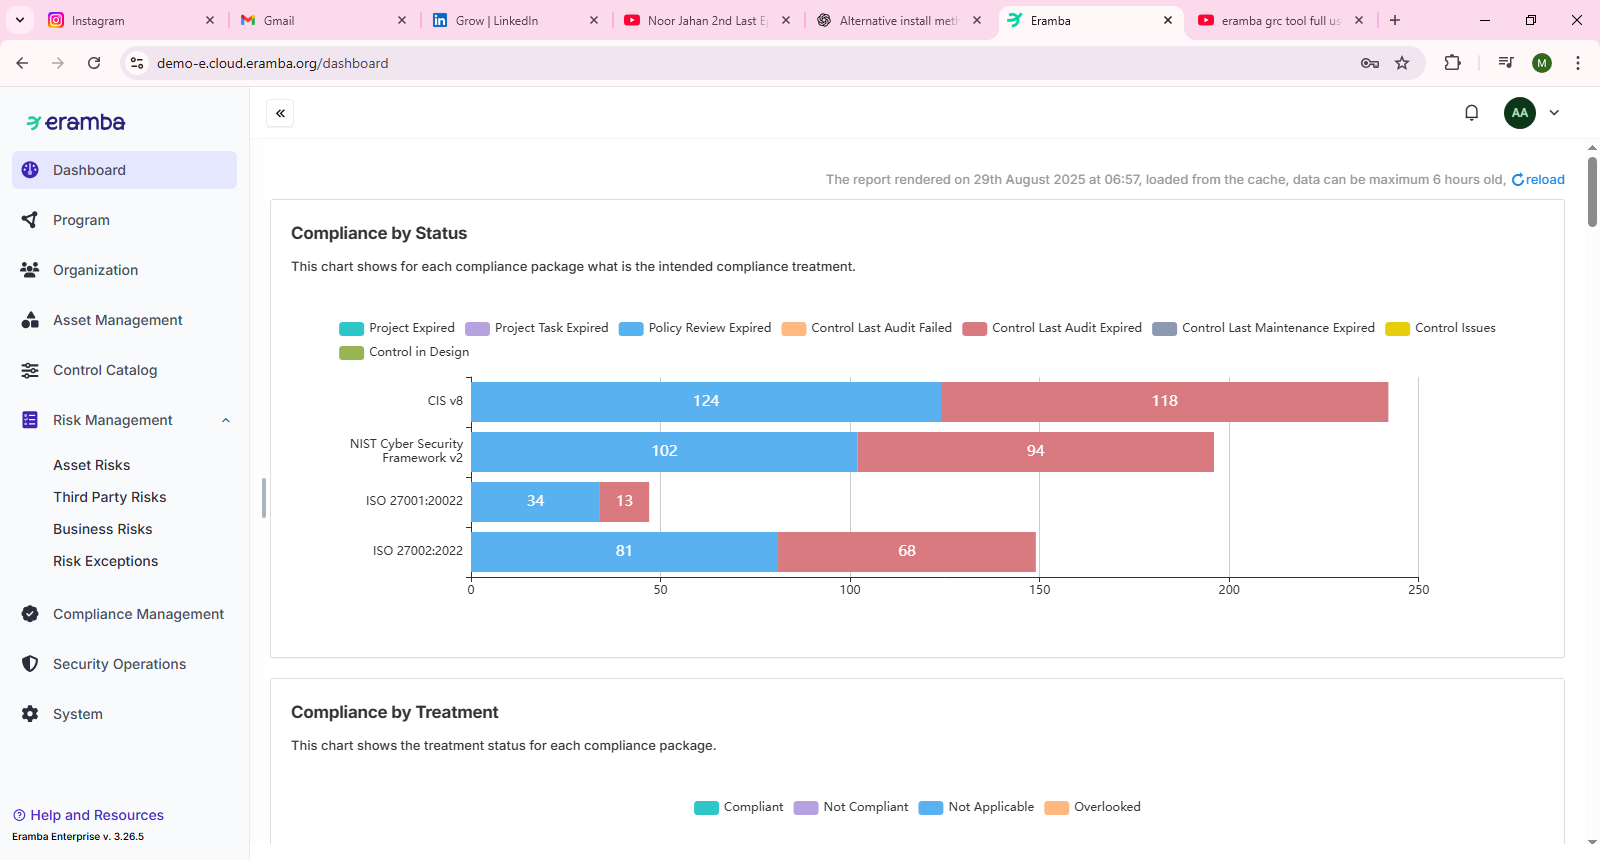 Instagram
Gmail
Grow | LinkedIn
Noor Jahan 2nd Last E
Alternative install meth
Eramba
eramba grc tool full us
demo-e.cloud.eramba.org/dashboard
M
eramba
AA
Dashboard
Program
Organization
Asset Management
Control Catalog
Risk Management
Asset Risks
Third Party Risks
Business Risks
Risk Exceptions
Compliance Management
Security Operations
System
Help and Resources
Eramba Enterprise v. 3.26.5
The report rendered on 29th August 2025 at 06:57, loaded from the cache, data can be maximum 6 hours old, reload
Compliance by Status
This chart shows for each compliance package what is the intended compliance treatment.
Project Expired Project Task Expired Policy Review Expired Control Last Audit Failed Control Last Audit Expired Control Last Maintenance Expired Control Issues
Control in Design
CIS v8 124 118
NIST Cyber Security
Framework v2 102 94
ISO 27001:20022 34 13
ISO 27002:2022 81 68
0 50 100 150 200 250
Compliance by Treatment
This chart shows the treatment status for each compliance package.
Compliant Not Compliant Not Applicable Overlooked